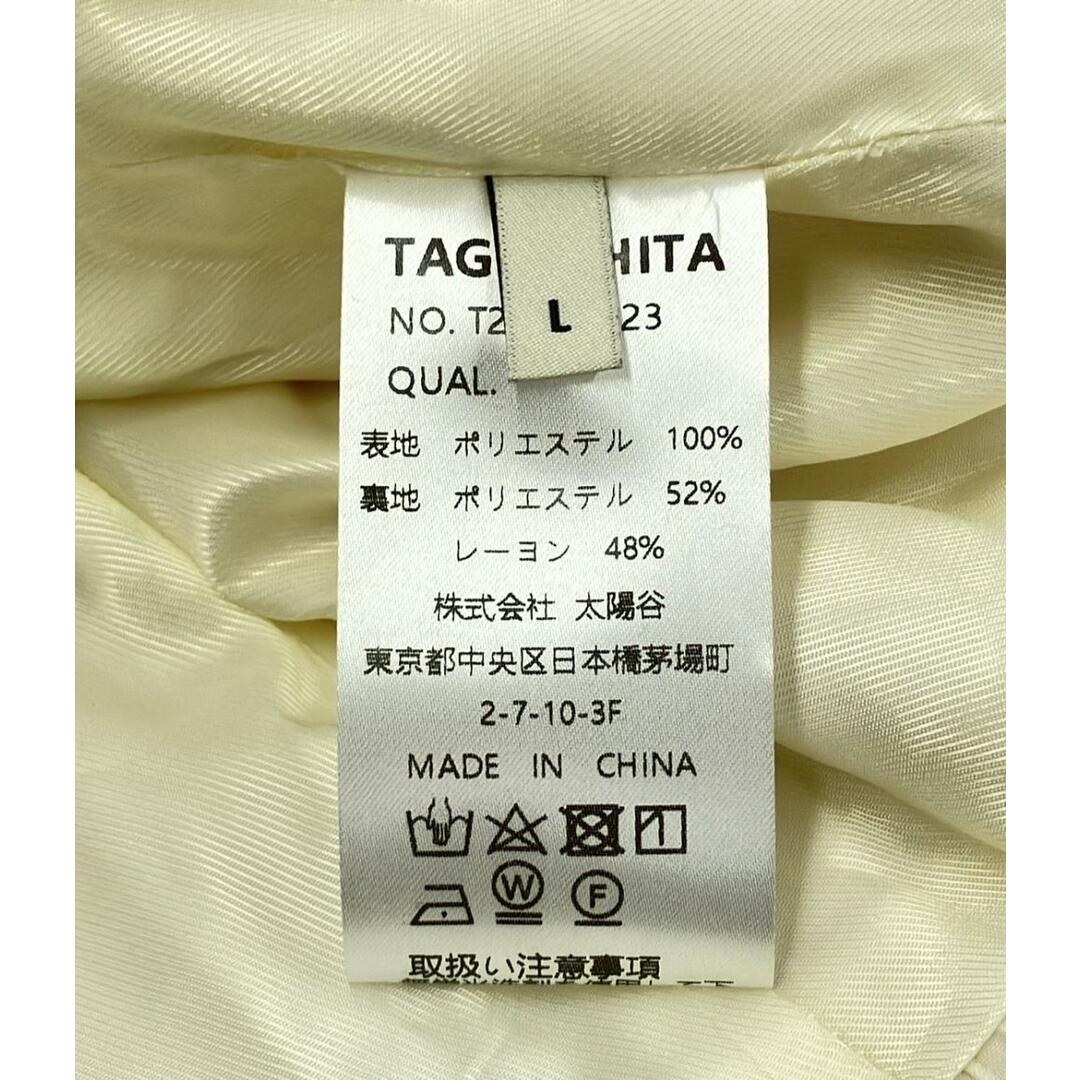 TAG HITA
L
NO. T2 23
QUAL.
表地 ポリエステル 100%
裏地 ポリエステル 52%
レーヨン 48%
株式会社 太陽谷
東京都中央区日本橋茅場町
2-7-10-3F
MADE IN CHINA
W F
取扱い注意事項